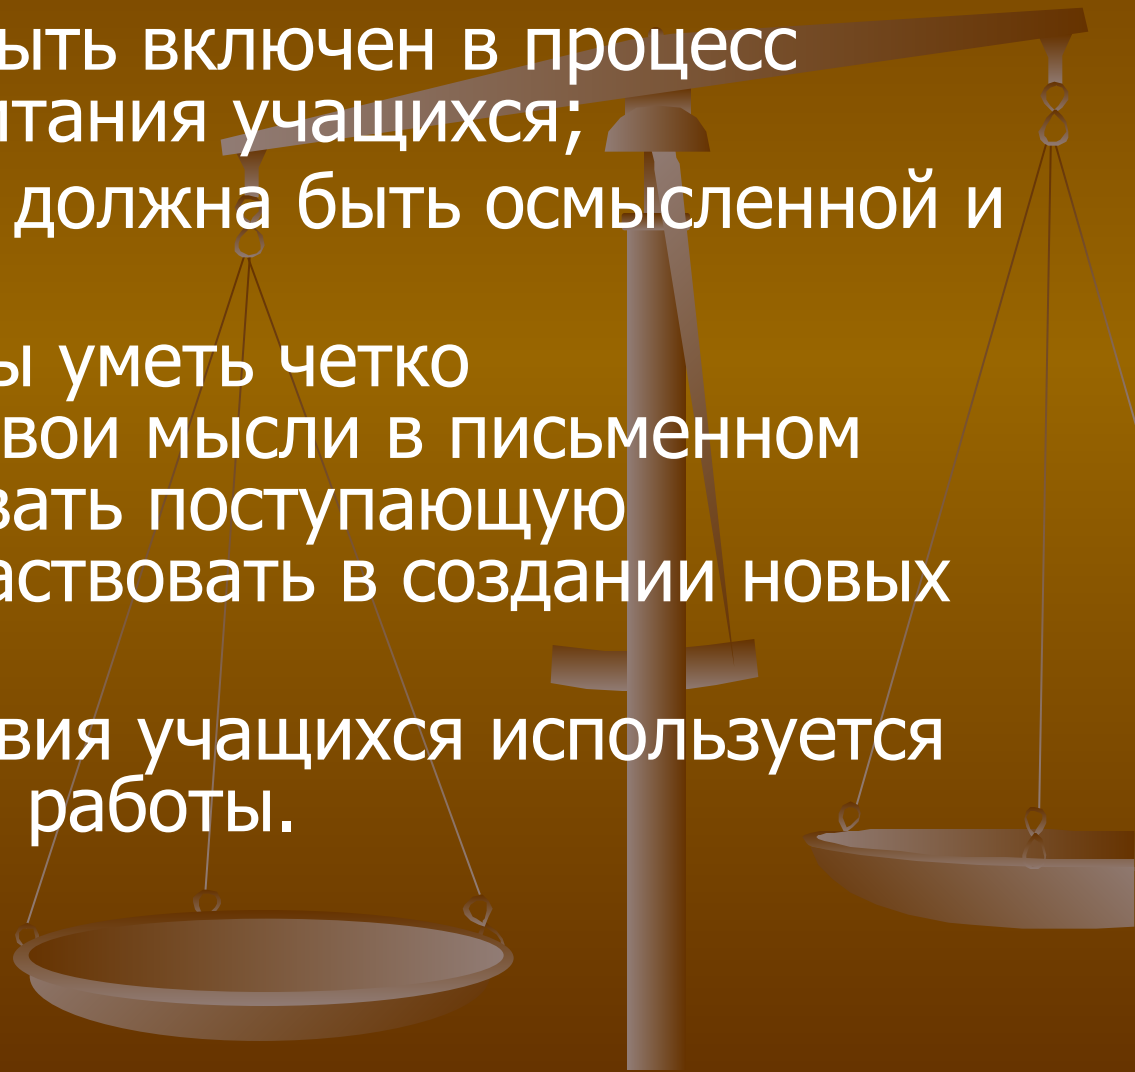 ыть включен в процесс
итания учащихся;
должна быть осмысленной и
ы уметь четко
вои мысли в письменном
вать поступающую
аствовать в создании новых
вия учащихся используется
работы.